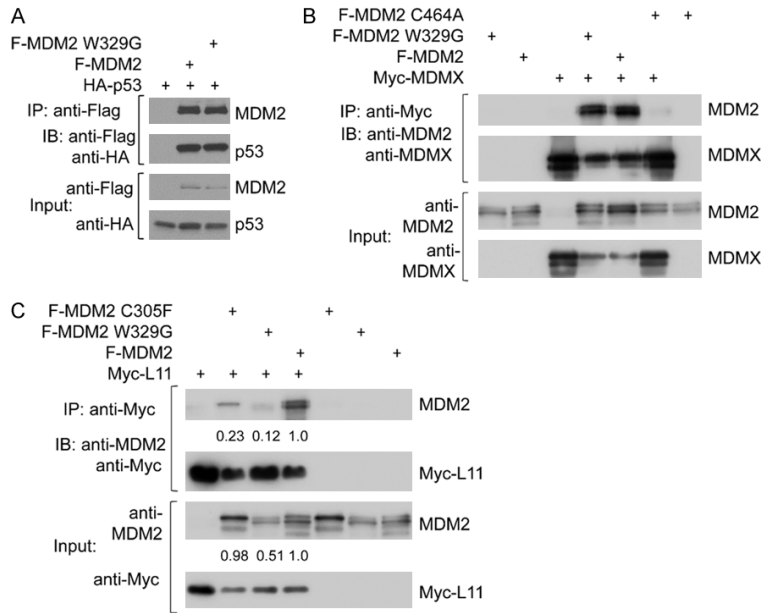 A
F-MDM2 W329G +
F-MDM2 +
HA-p53 + + +
IP: anti-Flag MDM2
IB: anti-Flag
anti-HA p53
anti-Flag MDM2
Input:
anti-HA p53
B
F-MDM2 C464A + +
F-MDM2 W329G + +
F-MDM2 + +
Myc-MDMX + + + +
IP: anti-Myc MDM2
IB: anti-MDM2
anti-MDMX MDMX
anti-
MDM2 MDM2
Input:
anti-
MDMX MDMX
C
F-MDM2 C305F + +
F-MDM2 W329G + +
F-MDM2 + +
Myc-L11 + + + +
IP: anti-Myc MDM2
0.23 0.12 1.0
IB: anti-MDM2
anti-Myc Myc-L11
anti-
MDM2 MDM2
Input:
0.98 0.51 1.0
anti-Myc Myc-L11